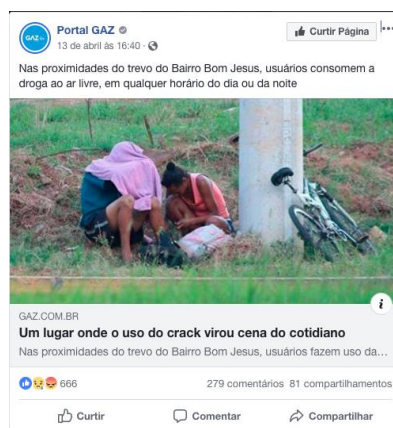 GAZ
Portal GAZ
Curtir Página
13 de abril às 16:40 ·
Nas proximidades do trevo do Bairro Bom Jesus, usuários consomem a
droga ao ar livre, em qualquer horário do dia ou da noite
GAZ.COM.BR
Um lugar onde o uso do crack virou cena do cotidiano
Nas proximidades do trevo do Bairro Bom Jesus, usuários fazem uso da…
666
279 comentários 81 compartilhamentos
Curtir Comentar Compartilhar